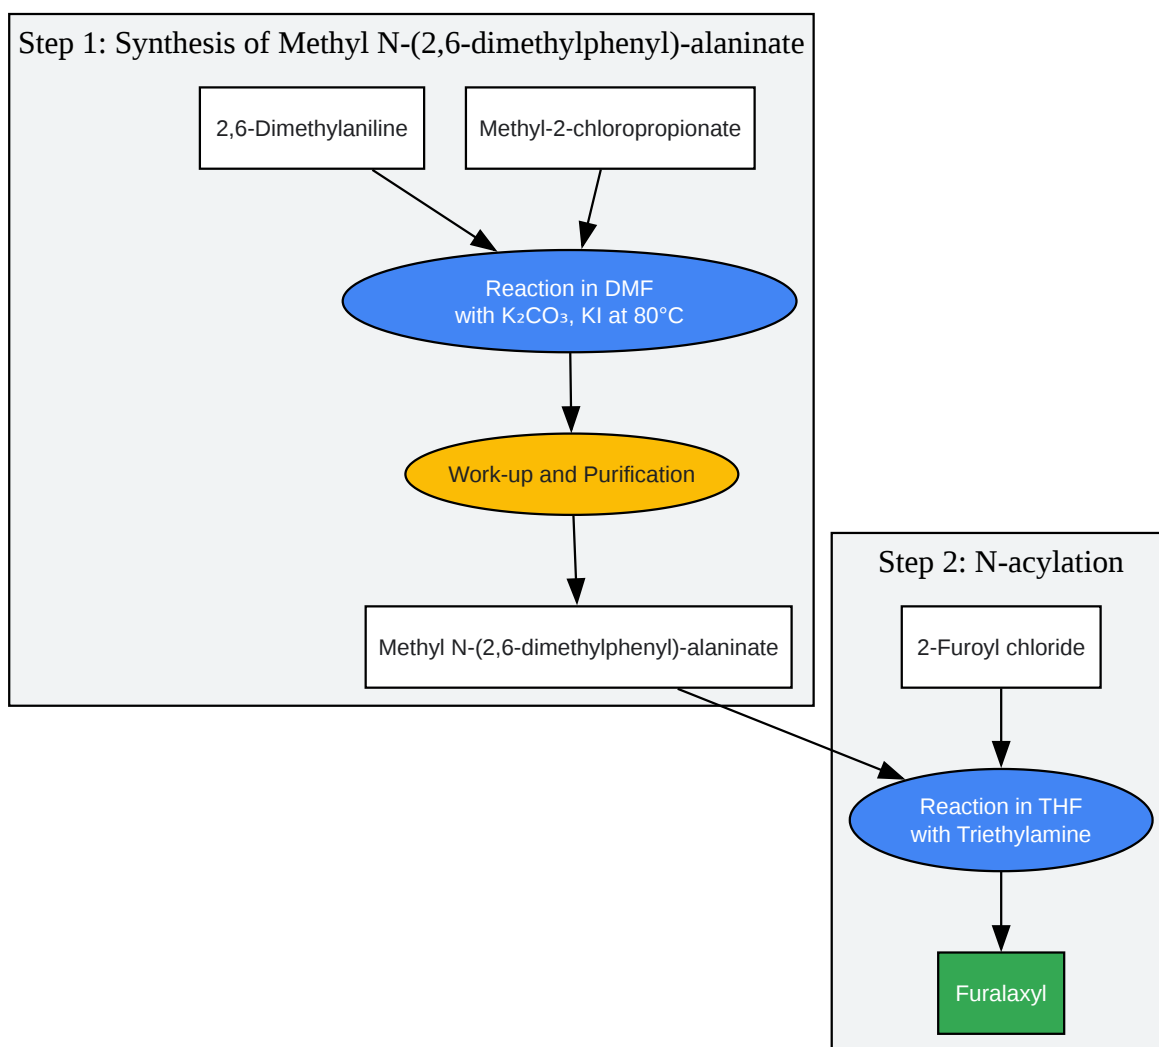 Step 1: Synthesis of Methyl N-(2,6-dimethylphenyl)-alaninate
2,6-Dimethylaniline
Methyl-2-chloropropionate
Reaction in DMF
with K₂CO₃, KI at 80°C
Work-up and Purification
Methyl N-(2,6-dimethylphenyl)-alaninate
Step 2: N-acylation
2-Furoyl chloride
Reaction in THF
with Triethylamine
Furalaxyl